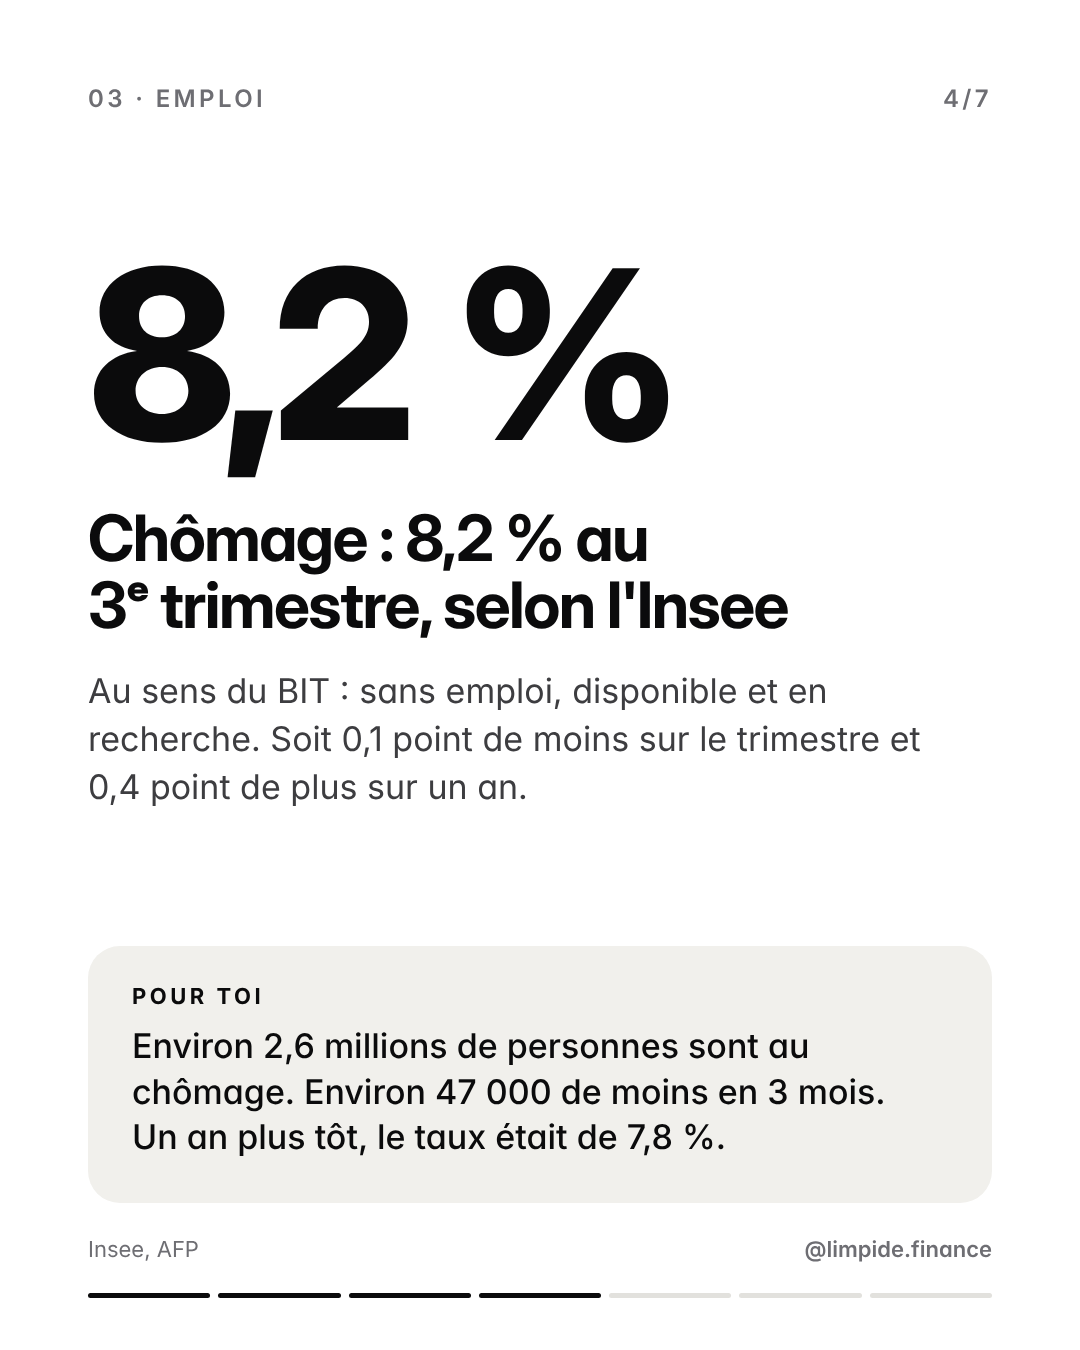 03 · EMPLOI
4/7
8,2 %
Chômage : 8,2 % au
3ᵉ trimestre, selon l'Insee
Au sens du BIT : sans emploi, disponible et en
recherche. Soit 0,1 point de moins sur le trimestre et
0,4 point de plus sur un an.
POUR TOI
Environ 2,6 millions de personnes sont au
chômage. Environ 47 000 de moins en 3 mois.
Un an plus tôt, le taux était de 7,8 %.
Insee, AFP
@limpide.finance